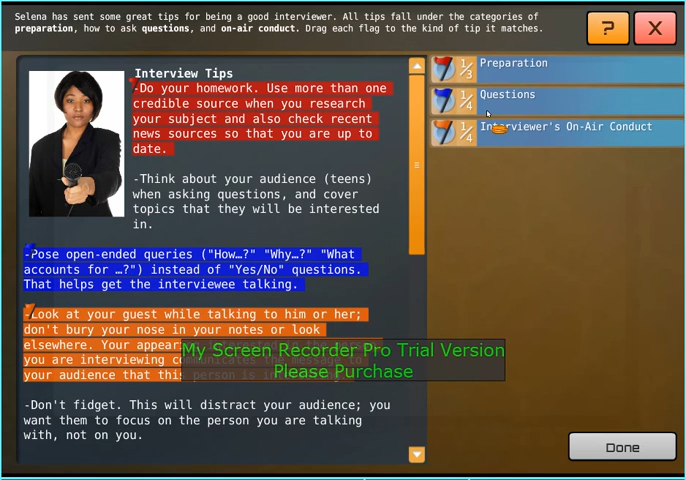 Selena has sent some great tips for being a good interviewer. All tips fall under the categories of
preparation, how to ask questions, and on-air conduct. Drag each flag to the kind of tip it matches.
?
X
Interview Tips
-Do your homework. Use more than one
credible source when you research
your subject and also check recent
news sources so that you are up to
date.
-Think about your audience (teens)
when asking questions, and cover
topics that they will be interested
in.
-Pose open-ended queries ("How…?" "Why…?" "What
accounts for …?") instead of "Yes/No" questions.
That helps get the interviewee talking.
-Look at your guest while talking to him or her;
don't bury your nose in your notes or look
elsewhere. Your
you are interviewing
your audience that this person is
-Don't fidget. This will distract your audience; you
want them to focus on the person you are talking
with, not on you.
1/3 Preparation
1/4 Questions
1/4 Interviewer's On-Air Conduct
My Screen Recorder Pro Trial Version
Please Purchase
Done